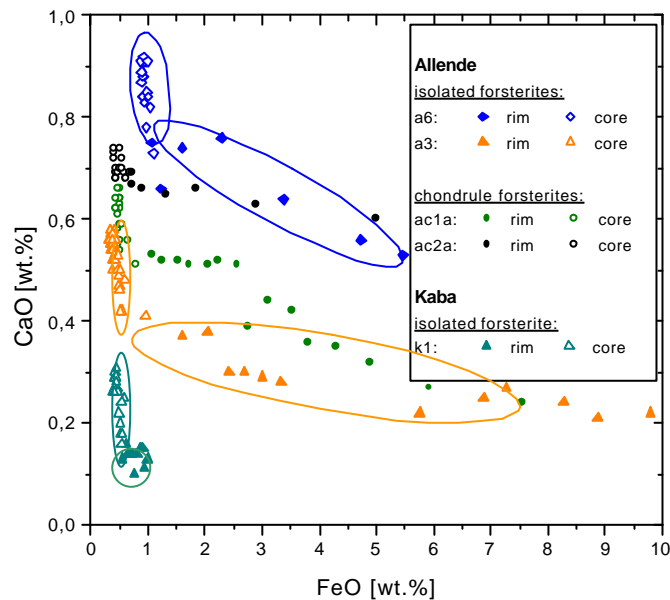 1,0
0,8
0,6
0,4
0,2
0,0
CaO [wt.%]
0 1 2 3 4 5 6 7 8 9 10
FeO [wt.%]
Allende
isolated forsterites:
a6: rim core
a3: rim core
chondrule forsterites:
ac1a: rim core
ac2a: rim core
Kaba
isolated forsterite:
k1: rim core